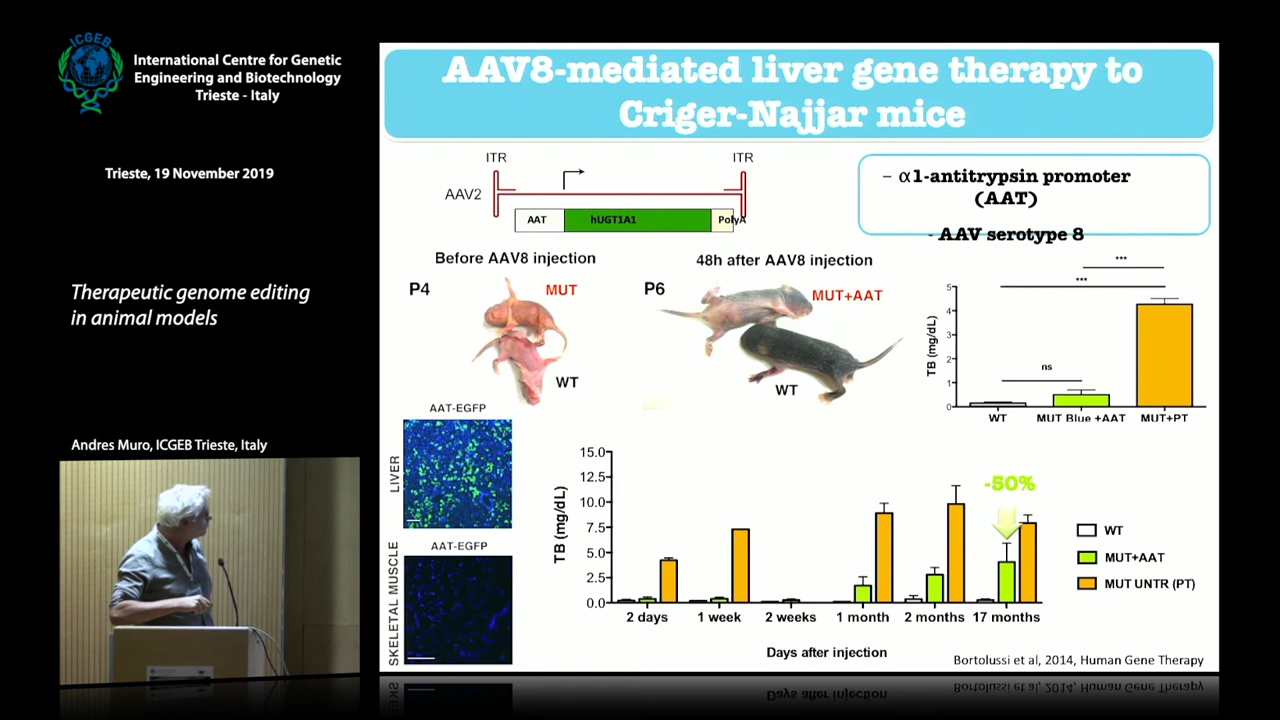 ICGEB
International Centre for Genetic
Engineering and Biotechnology
Trieste - Italy
Trieste, 19 November 2019
Therapeutic genome editing
in animal models
Andres Muro, ICGEB Trieste, Italy
AAV8-mediated liver gene therapy to
Criger-Najjar mice
ITR
ITR
AAV2
AAT
hUGT1A1
PolyA
- α1-antitrypsin promoter
(AAT)
- AAV serotype 8
Before AAV8 injection
P4
MUT
WT
48h after AAV8 injection
P6
MUT+AAT
WT
***
***
ns
TB (mg/dL)
5
4
3
2
1
0
WT
MUT Blue +AAT
MUT+PT
AAT-EGFP
LIVER
AAT-EGFP
SKELETAL MUSCLE
TB (mg/dL)
15.0
12.5
10.0
7.5
5.0
2.5
0.0
-50%
2 days
1 week
2 weeks
1 month
2 months
17 months
Days after injection
WT
MUT+AAT
MUT UNTR (PT)
Bortolussi et al, 2014, Human Gene Therapy